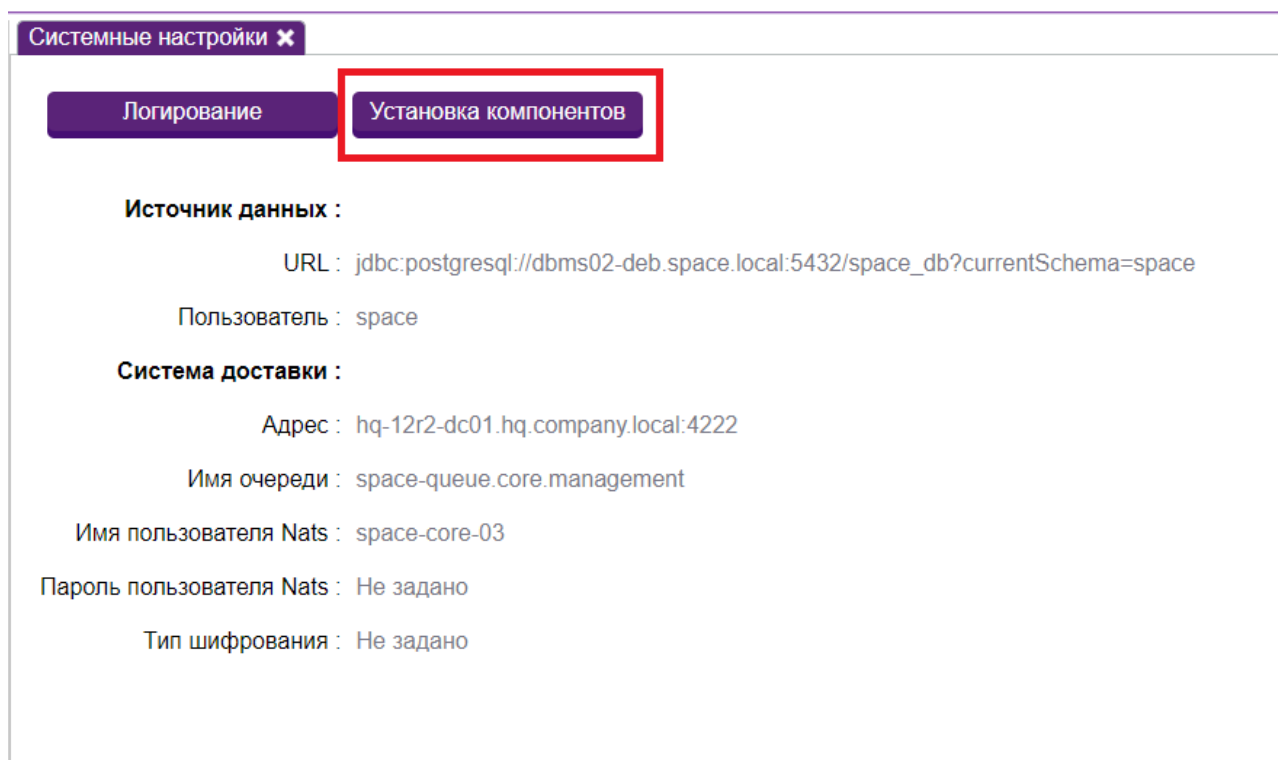 Системные настройки ✖
Логирование Установка компонентов
Источник данных :
URL : jdbc:postgresql://dbms02-deb.space.local:5432/space_db?currentSchema=space
Пользователь : space
Система доставки :
Адрес : hq-12r2-dc01.hq.company.local:4222
Имя очереди : space-queue.core.management
Имя пользователя Nats : space-core-03
Пароль пользователя Nats : Не задано
Тип шифрования : Не задано